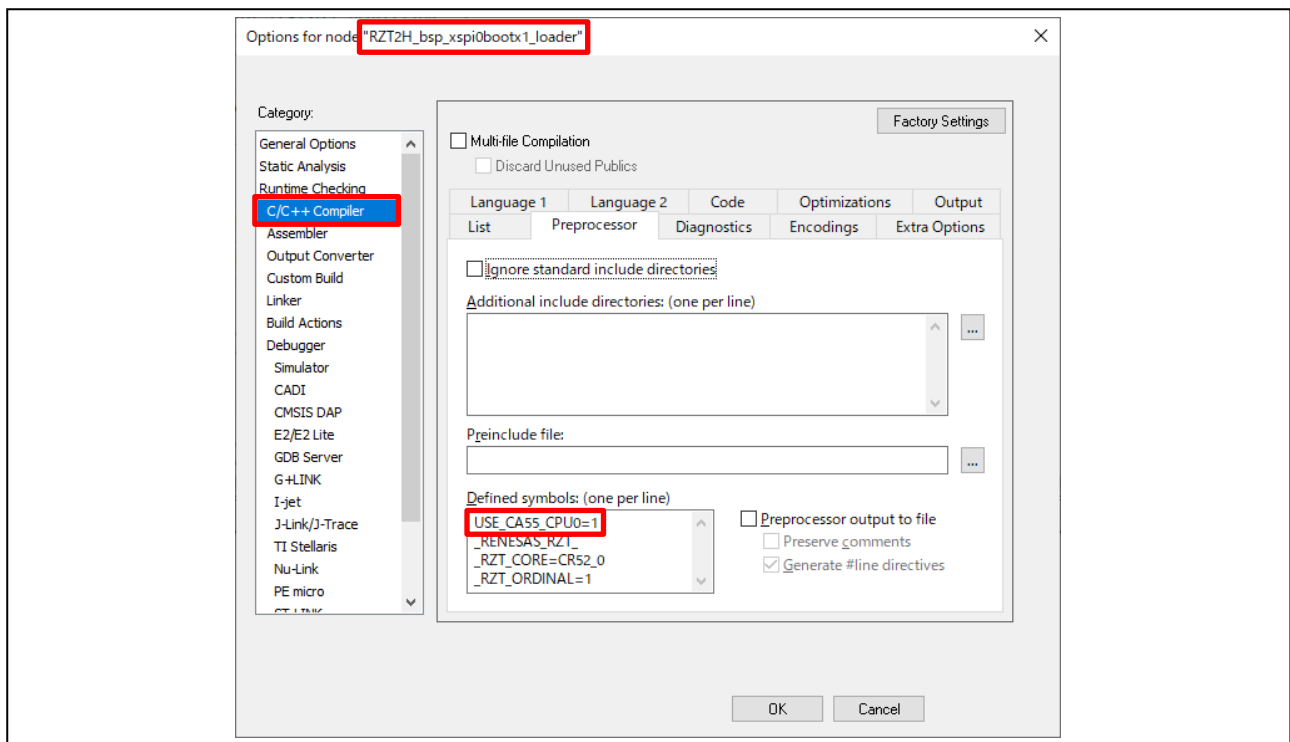 Options for node "RZT2H_bsp_xspi0bootx1_loader"
Category:
Factory Settings
General Options
Static Analysis
Runtime Checking
C/C++ Compiler
Assembler
Output Converter
Custom Build
Linker
Build Actions
Debugger
Simulator
CADI
CMSIS DAP
E2/E2 Lite
GDB Server
G+LINK
I-jet
J-Link/J-Trace
TI Stellaris
Nu-Link
PE micro
ST-LINK
Multi-file Compilation
Discard Unused Publics
Language 1 Language 2 Code Optimizations Output
List Preprocessor Diagnostics Encodings Extra Options
Ignore standard include directories
Additional include directories: (one per line)
...
Preinclude file:
...
Defined symbols: (one per line)
USE_CA55_CPU0=1
_RENESAS_RZT_
_RZT_CORE=CR52_0
_RZT_ORDINAL=1
Preprocessor output to file
Preserve comments
Generate #line directives
OK Cancel